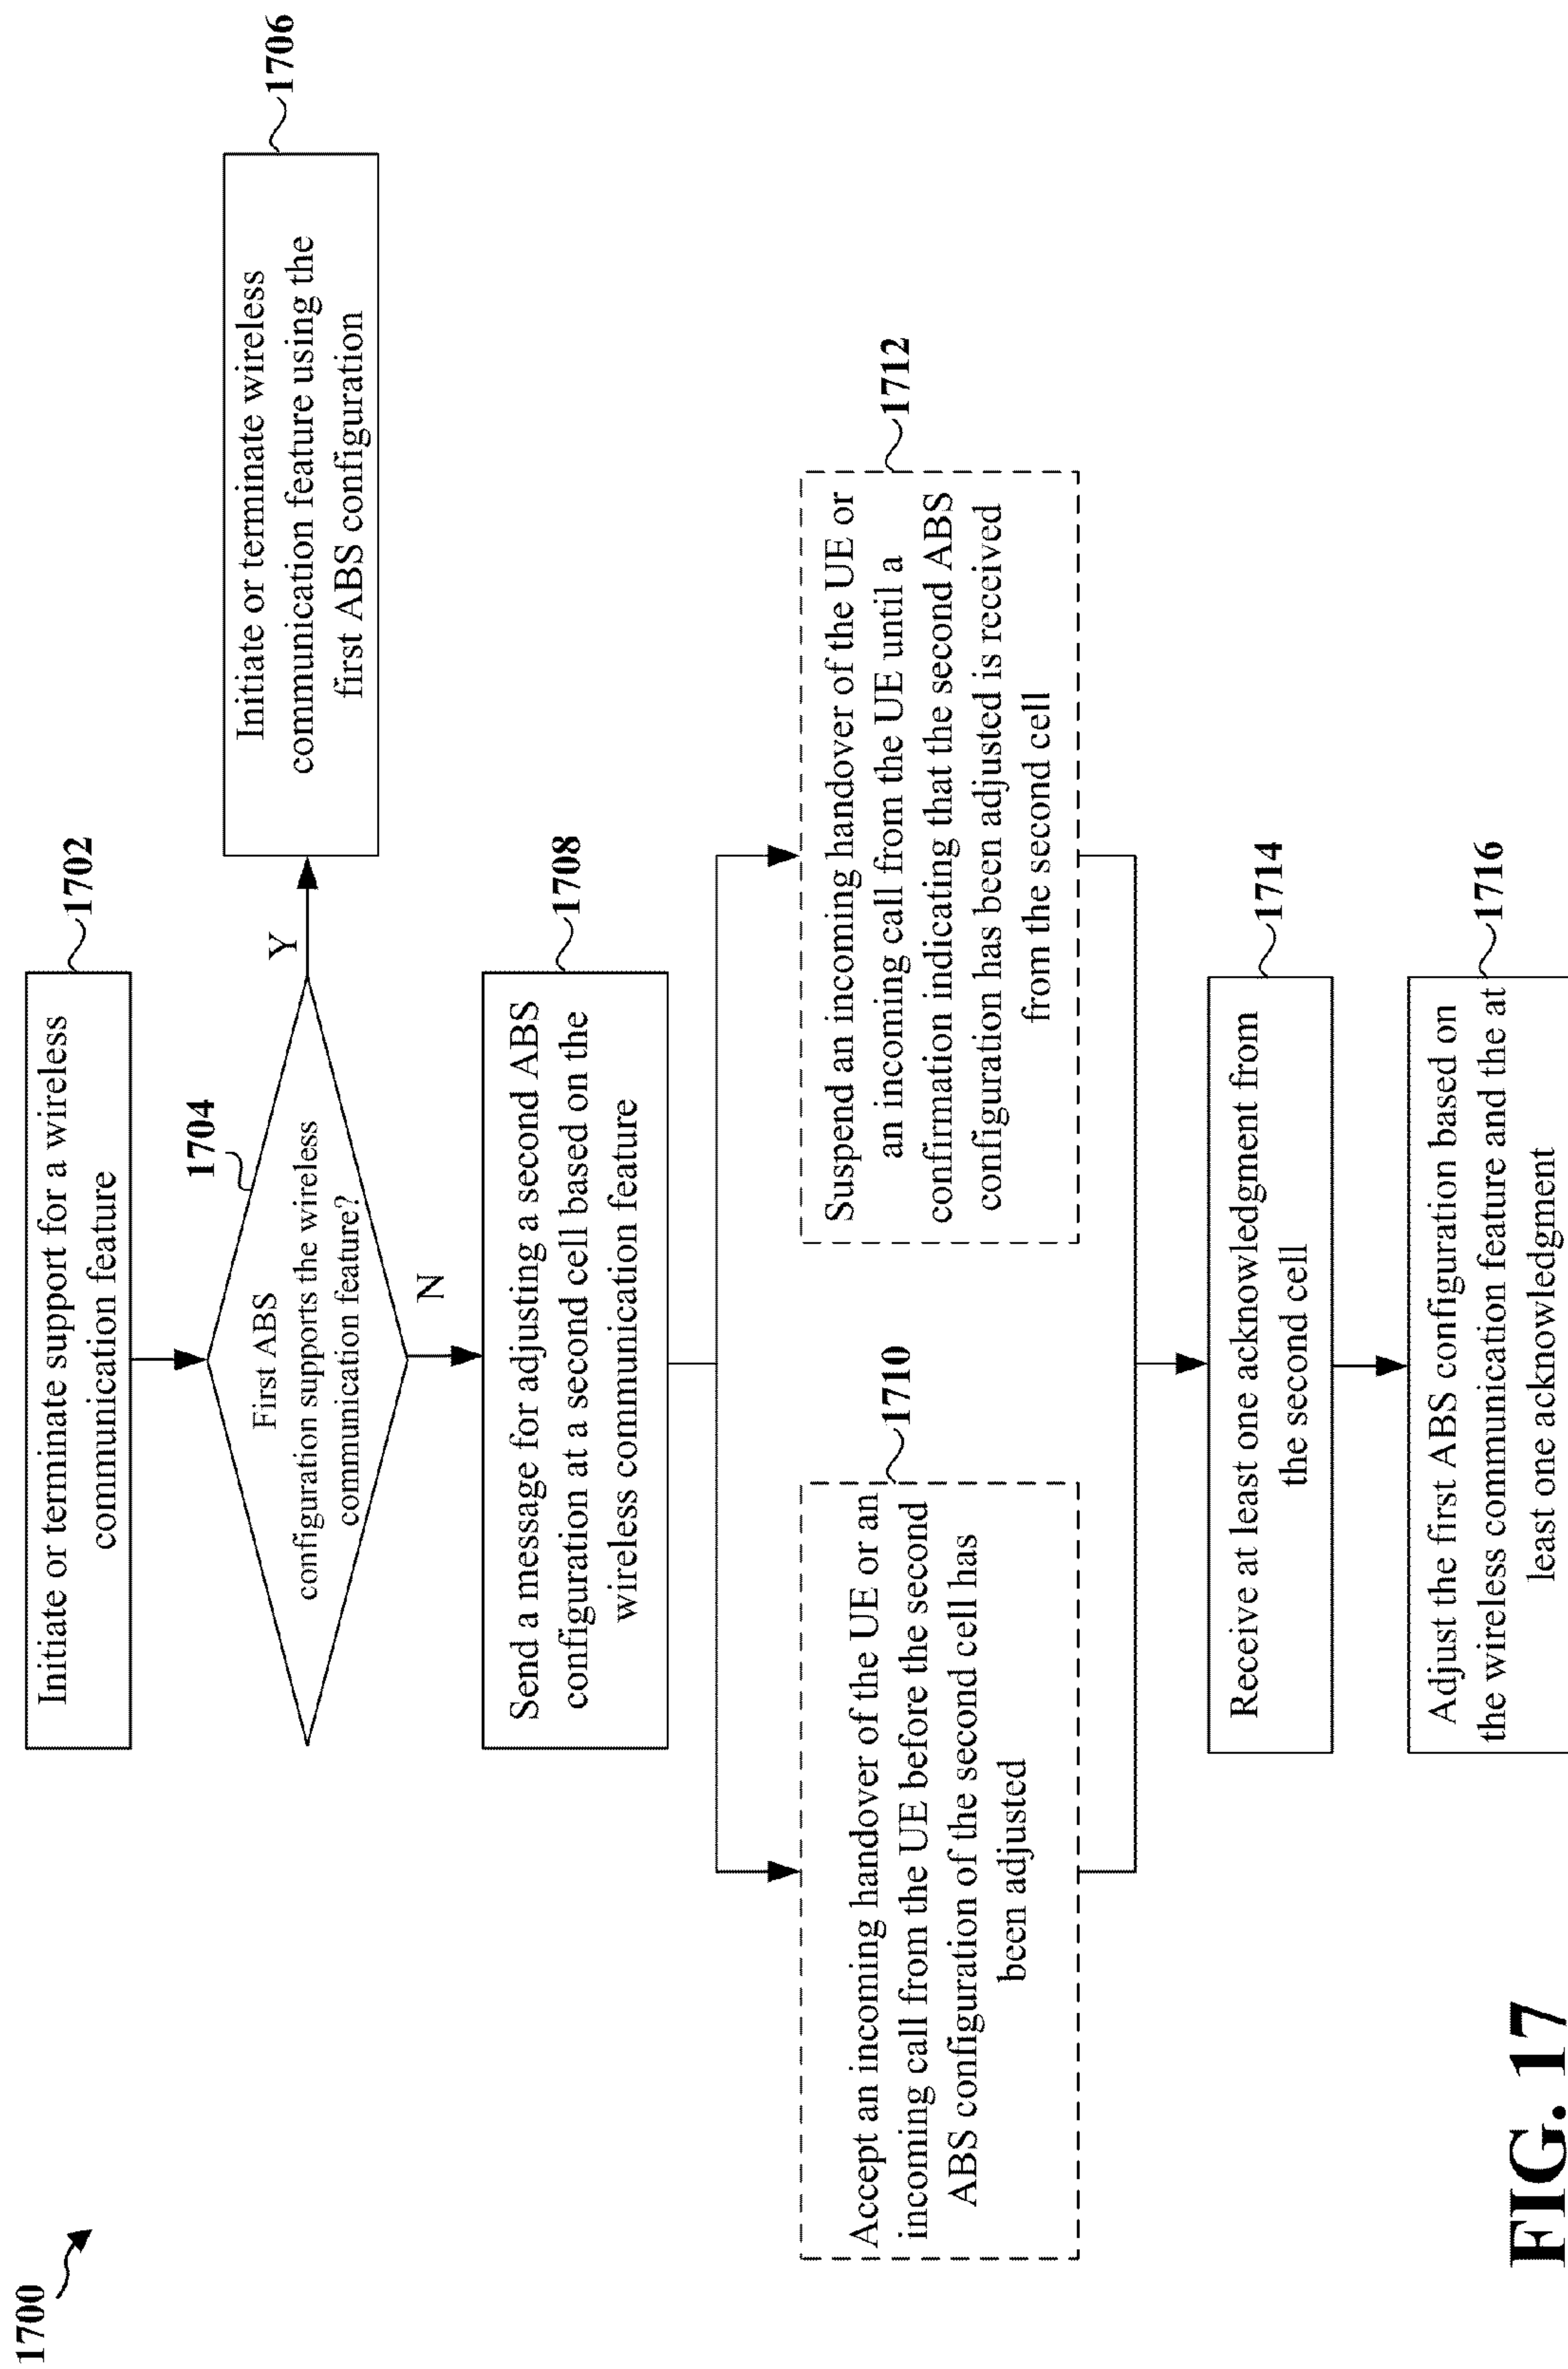 1700
Initiate or terminate support for a wireless
communication feature
1702
1704
First ABS
configuration supports the wireless
communication feature?
Y
N
Initiate or terminate wireless
communication feature using the
first ABS configuration
1706
Send a message for adjusting a second ABS
configuration at a second cell based on the
wireless communication feature
1708
Accept an incoming handover of the UE or an
incoming call from the UE before the second
ABS configuration of the second cell has
been adjusted
1710
Suspend an incoming handover of the UE or
an incoming call from the UE until a
confirmation indicating that the second ABS
configuration has been adjusted is received
from the second cell
1712
Receive at least one acknowledgment from
the second cell
1714
Adjust the first ABS configuration based on
the wireless communication feature and the at
least one acknowledgment
1716
FIG. 17